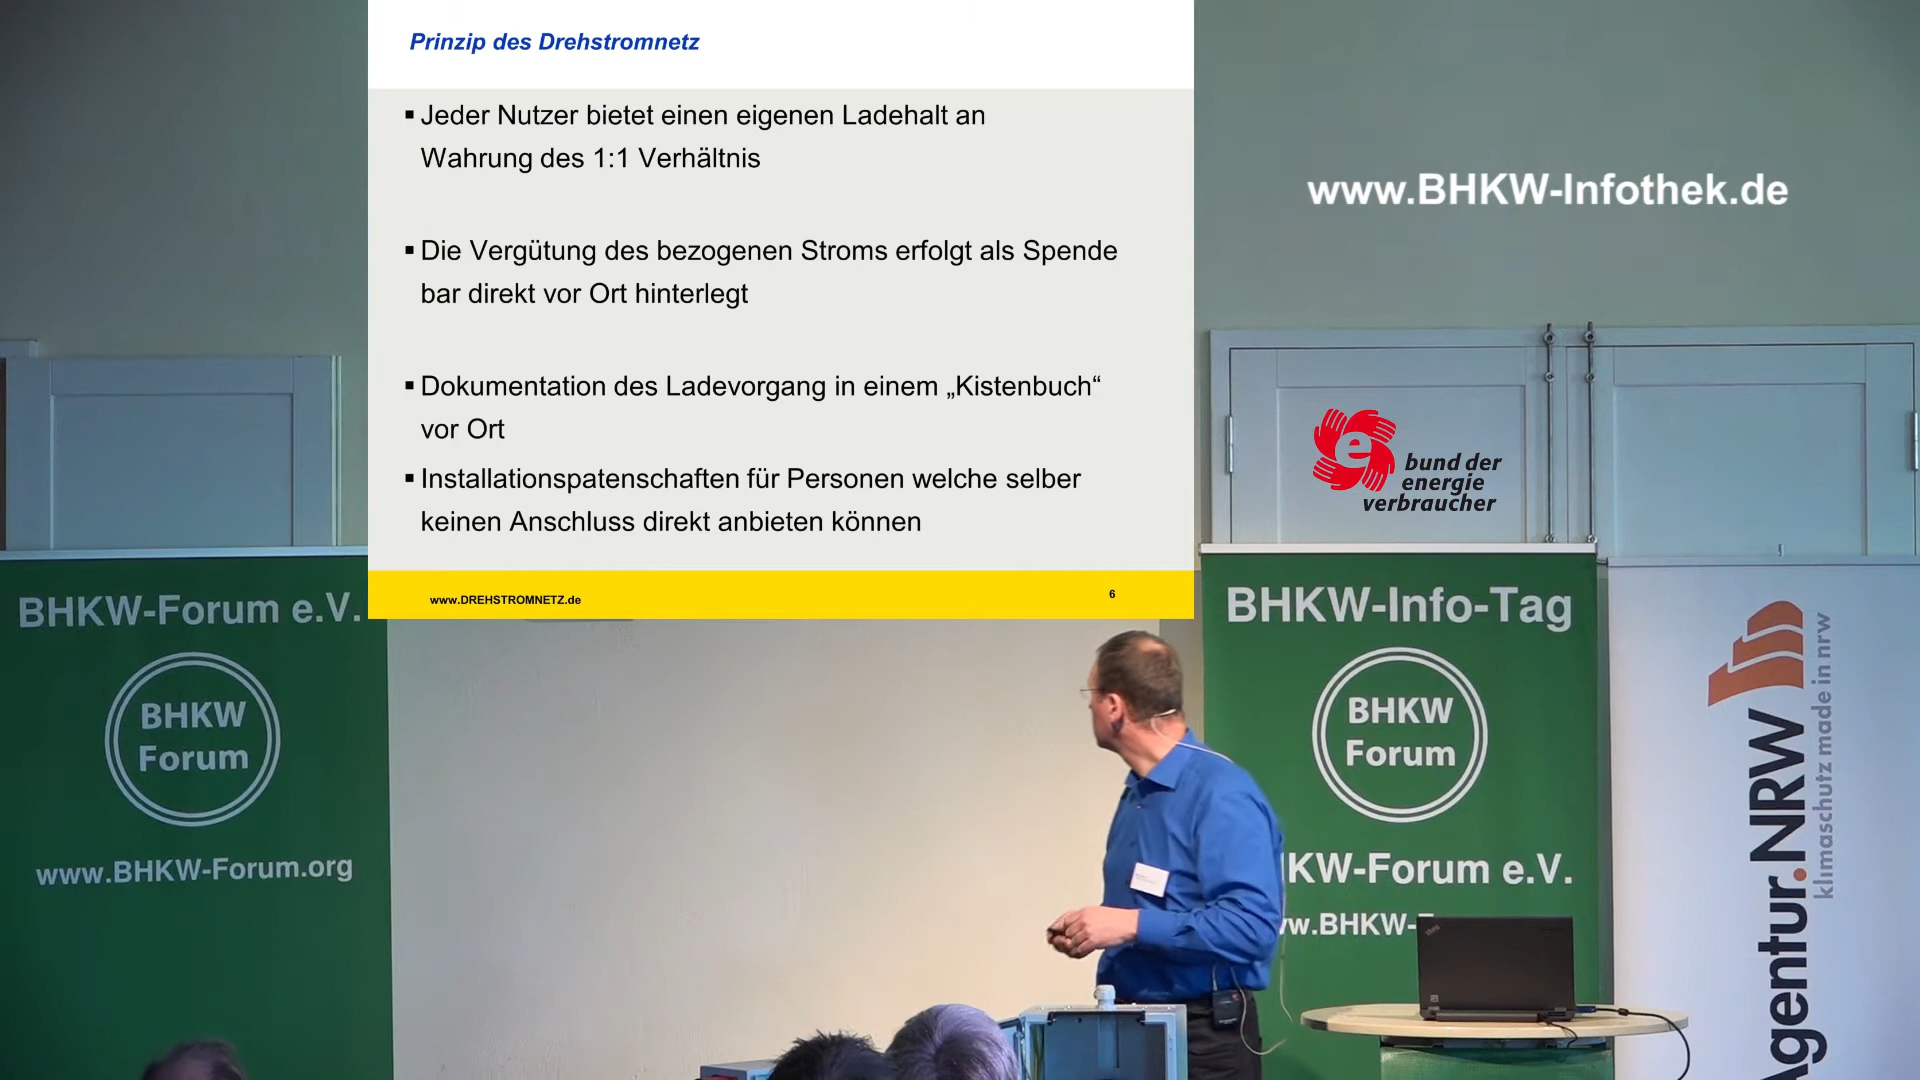 Prinzip des Drehstromnetz
▪ Jeder Nutzer bietet einen eigenen Ladehalt an
Wahrung des 1:1 Verhältnis
▪ Die Vergütung des bezogenen Stroms erfolgt als Spende
bar direkt vor Ort hinterlegt
▪ Dokumentation des Ladevorgang in einem „Kistenbuch“
vor Ort
▪ Installationspatenschaften für Personen welche selber
keinen Anschluss direkt anbieten können
www.DREHSTROMNETZ.de
6
www.BHKW-Infothek.de
e
bund der
energie
verbraucher
BHKW-Forum e.V.
BHKW
Forum
www.BHKW-Forum.org
BHKW-Info-Tag
BHKW
Forum
KW-Forum e.V.
w.BHKW-F
Agentur.NRW
klimaschutz made in nrw